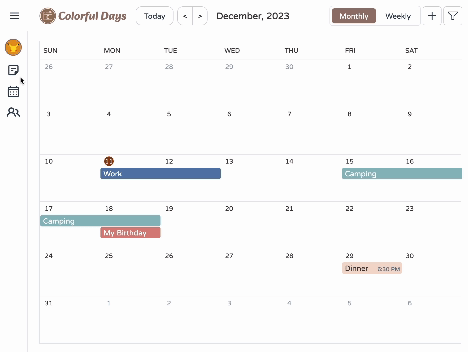 Colorful Days
Today
< >
December, 2023
Monthly
Weekly
SUN MON TUE WED THU FRI SAT
26 27 28 29 30 1 2
3 4 5 6 7 8 9
10 11 12 13 14 15 16
Work
Camping
17 18 19 20 21 22 23
Camping
My Birthday
24 25 26 27 28 29 30
Dinner 6:30 PM
31 1 2 3 4 5 6